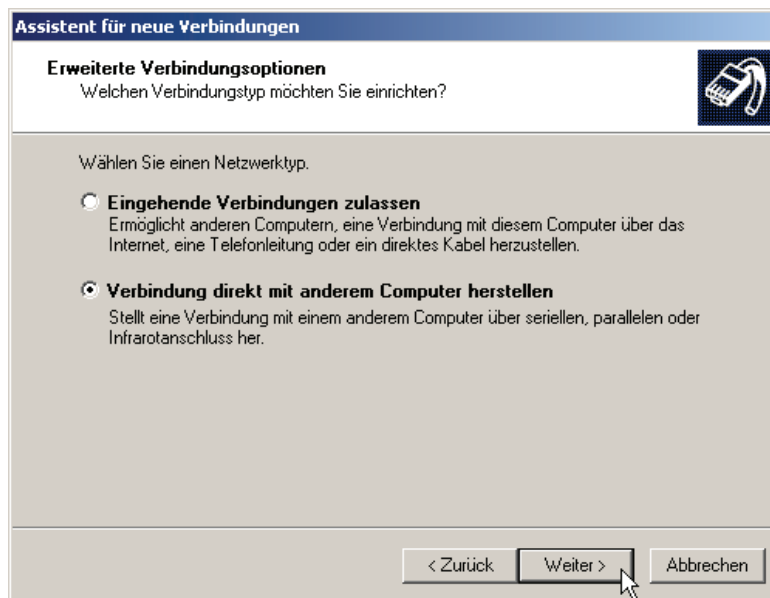 Assistent für neue Verbindungen
Erweiterte Verbindungsoptionen
Welchen Verbindungstyp möchten Sie einrichten?
Wählen Sie einen Netzwerktyp.
Eingehende Verbindungen zulassen
Ermöglicht anderen Computern, eine Verbindung mit diesem Computer über das
Internet, eine Telefonleitung oder ein direktes Kabel herzustellen.
Verbindung direkt mit anderem Computer herstellen
Stellt eine Verbindung mit einem anderem Computer über seriellen, parallelen oder
Infrarotanschluss her.
< Zurück Weiter > Abbrechen